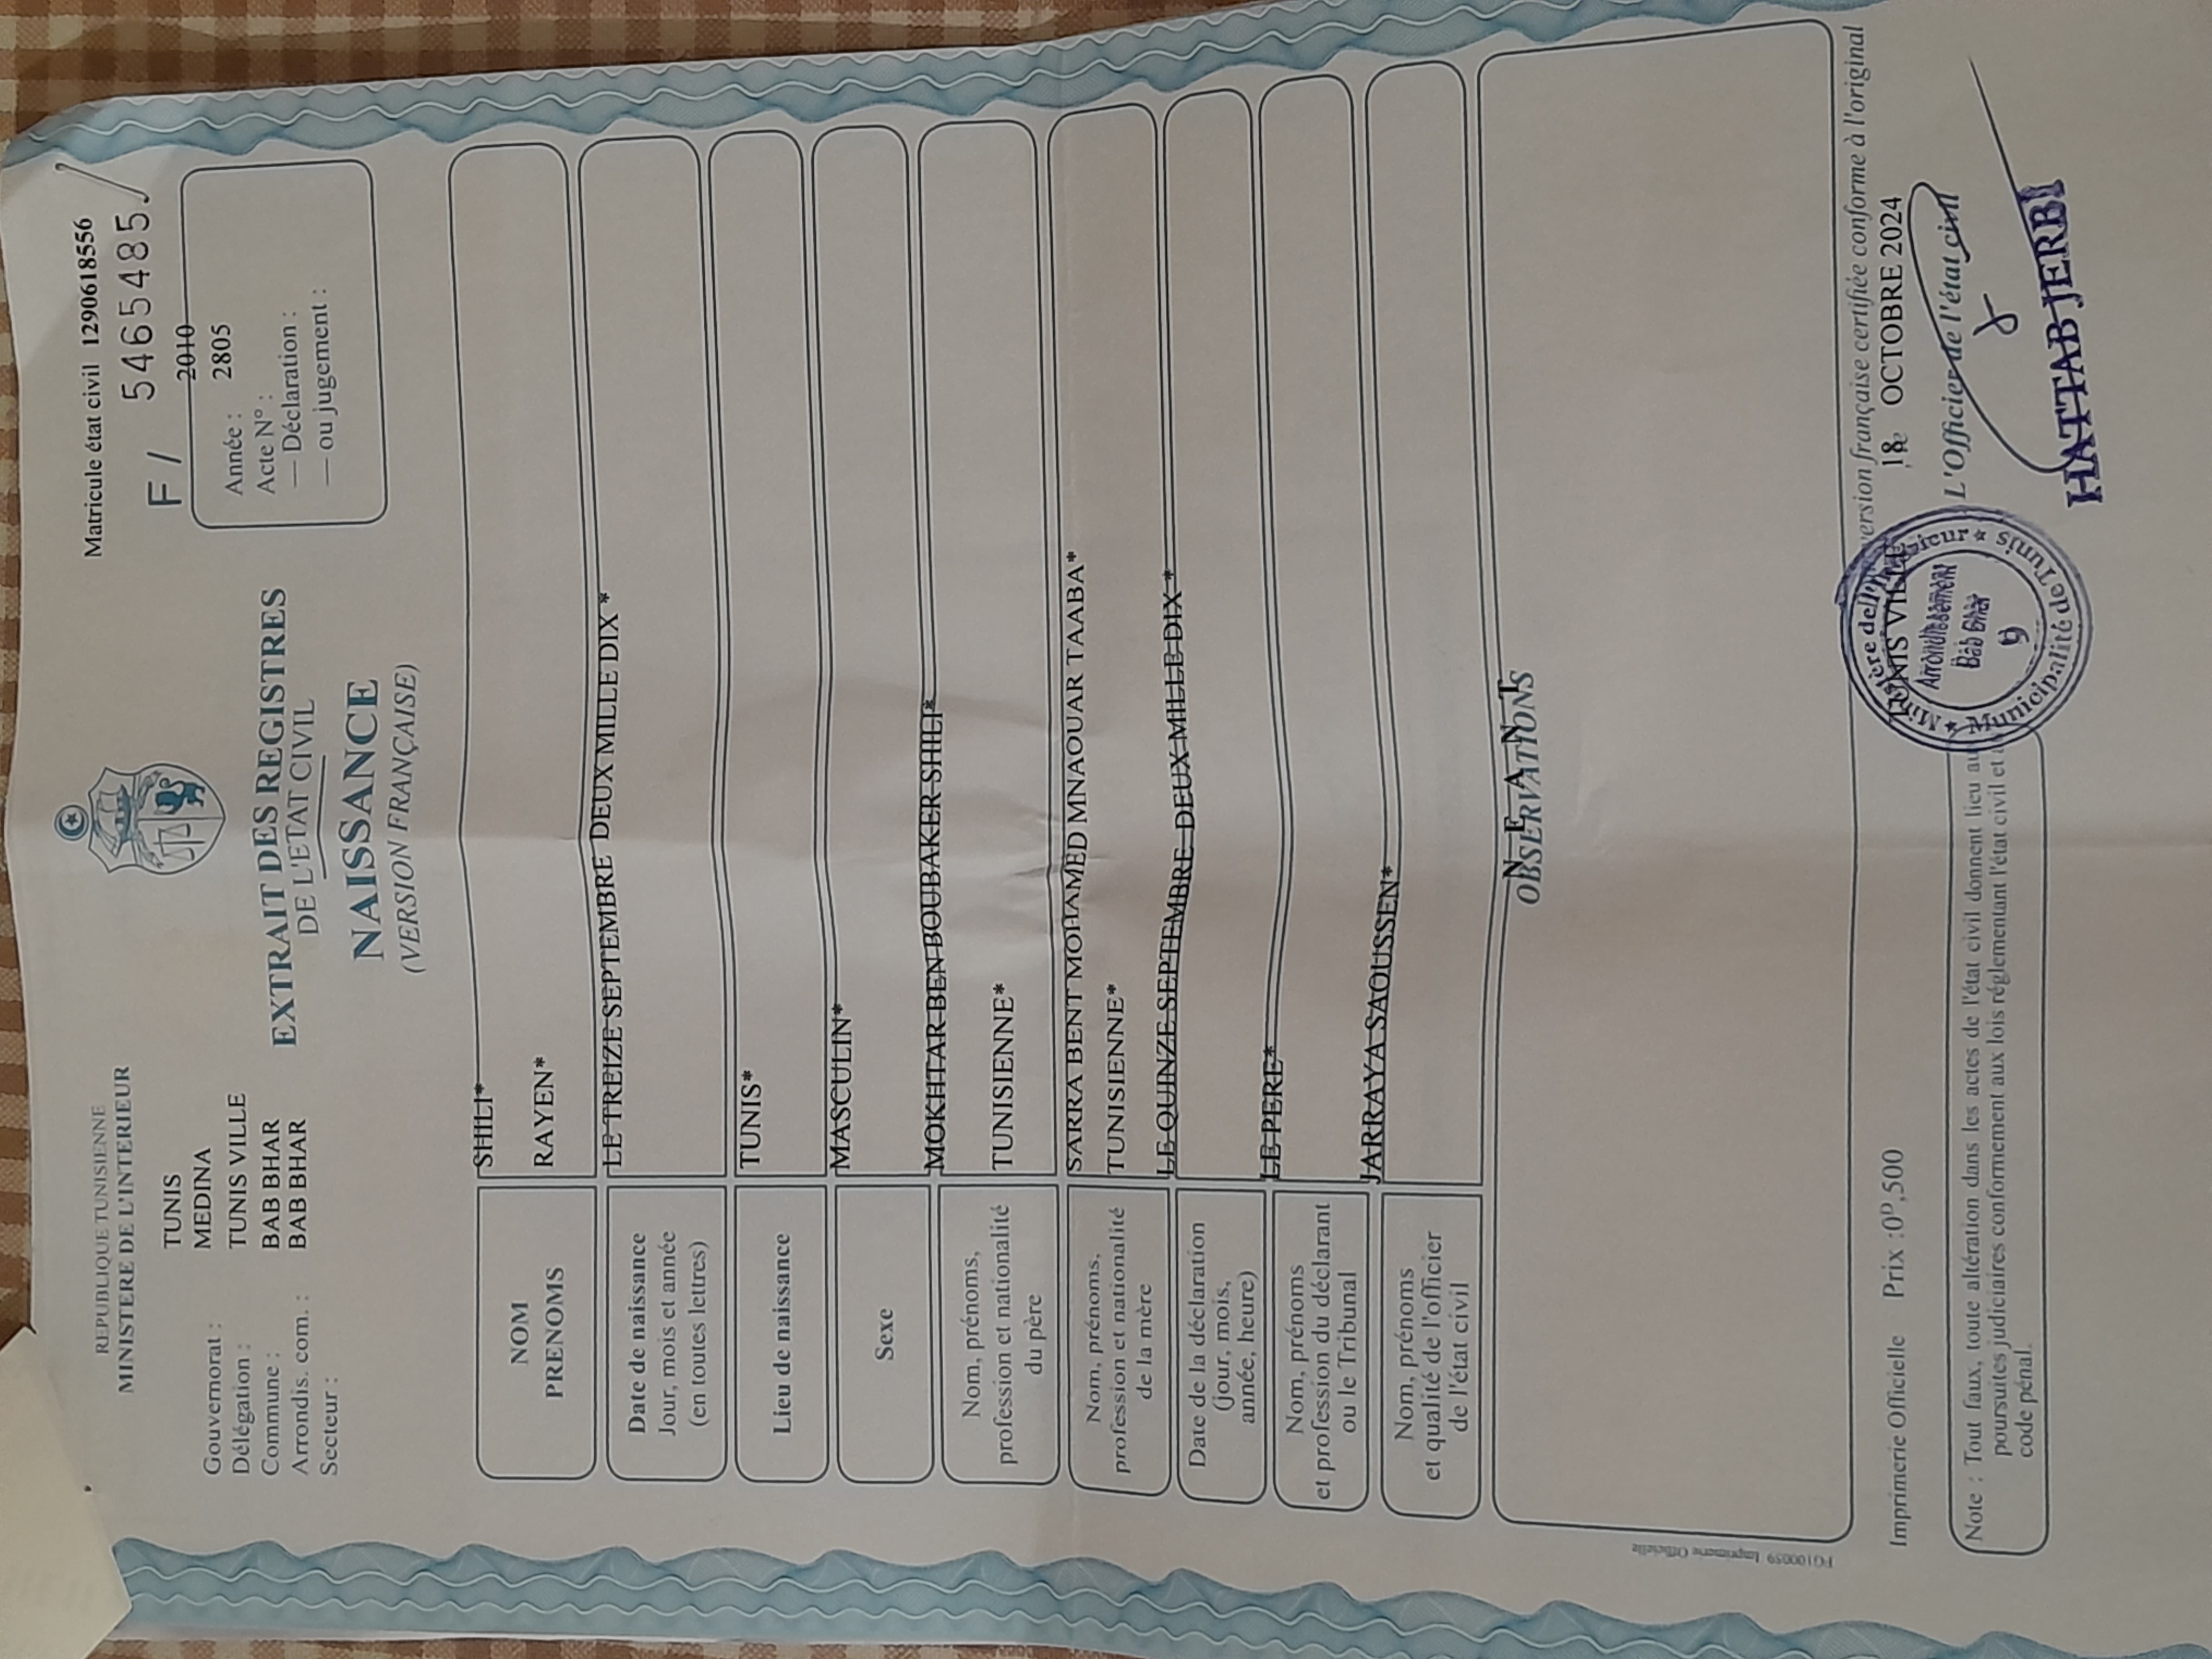 REPUBLIQUE TUNISIENNE
MINISTERE DE L'INTERIEUR
Gouvernorat : TUNIS
Délégation : MEDINA
Commune : TUNIS VILLE
Arrondis. com. : BAB BHAR
Secteur : BAB BHAR
Matricule état civil 1290618556
F / 5465485
2010
Année :
Acte N° : 2805
— Déclaration :
— ou jugement :
EXTRAIT DES REGISTRES
DE L'ETAT CIVIL
NAISSANCE
(VERSION FRANÇAISE)
NOM SHILI*
PRENOMS RAYEN*
Date de naissance
Jour, mois et année
(en toutes lettres)
LE TREIZE SEPTEMBRE DEUX MILLE DIX*
Lieu de naissance TUNIS*
Sexe MASCULIN*
Nom, prénoms,
profession et nationalité
du père
MOKHTAR BEN BOUBAKER SHILI*
TUNISIENNE*
Nom, prénoms,
profession et nationalité
de la mère
SARRA BENT MOHAMED MNAOUAR TAABA*
TUNISIENNE*
Date de la déclaration
(jour, mois,
année, heure)
LE QUINZE SEPTEMBRE DEUX MILLE DIX*
Nom, prénoms
et profession du déclarant
ou le Tribunal
LE PERE*
Nom, prénoms
et qualité de l'officier
de l'état civil
JARRAYA SAOUSSEN*
N E A N T
OBSERVATIONS
FG100059 Imprimerie Officielle
version française certifiée conforme à l'original
Imprimerie Officielle Prix :0ᴰ,500
TUNIS VILLE 18 OCTOBRE 2024
L'Officier de l'état civil
Arrondissement
Bab Bhar
9
Municipalité de Tunis
HATTAB JERBI
Note : Tout faux, toute altération dans les actes de l'état civil donnent lieu
poursuites judiciaires conformement aux lois réglementant l'état civil et
code pénal.